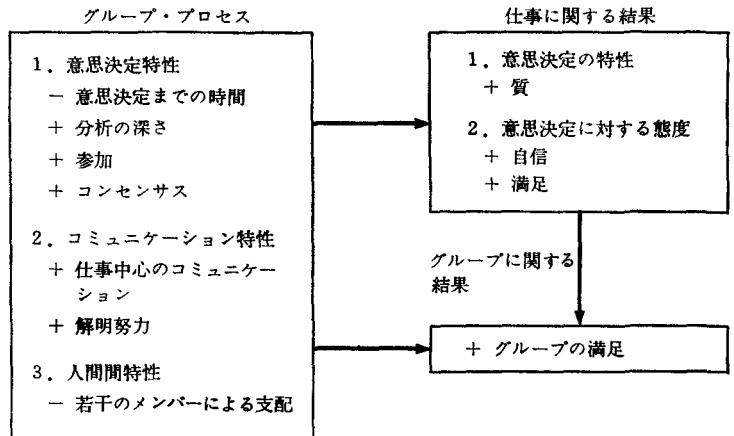 グループ・プロセス
1．意思決定特性
－ 意思決定までの時間
＋ 分析の深さ
＋ 参加
＋ コンセンサス
2．コミュニケーション特性
＋ 仕事中心のコミュニケー
ション
＋ 解明努力
3．人間間特性
－ 若干のメンバーによる支配
仕事に関する結果
1．意思決定の特性
＋ 質
2．意思決定に対する態度
＋ 自信
＋ 満足
グループに関する
結果
＋ グループの満足